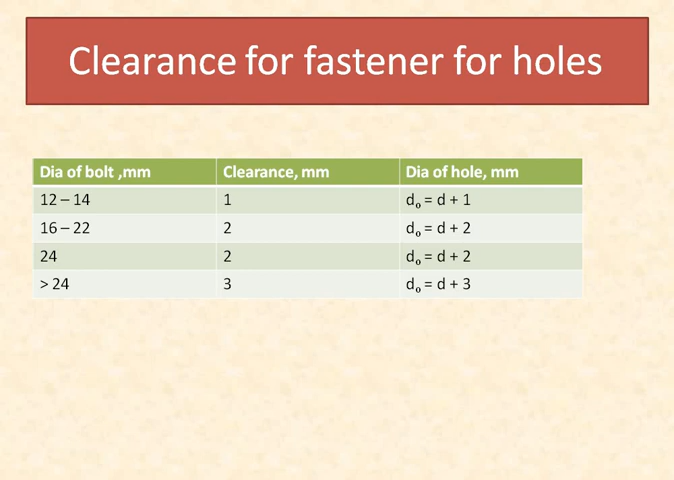 Clearance for fastener for holes
Dia of bolt ,mm Clearance, mm Dia of hole, mm
12 – 14 1 d₀ = d + 1
16 – 22 2 d₀ = d + 2
24 2 d₀ = d + 2
> 24 3 d₀ = d + 3